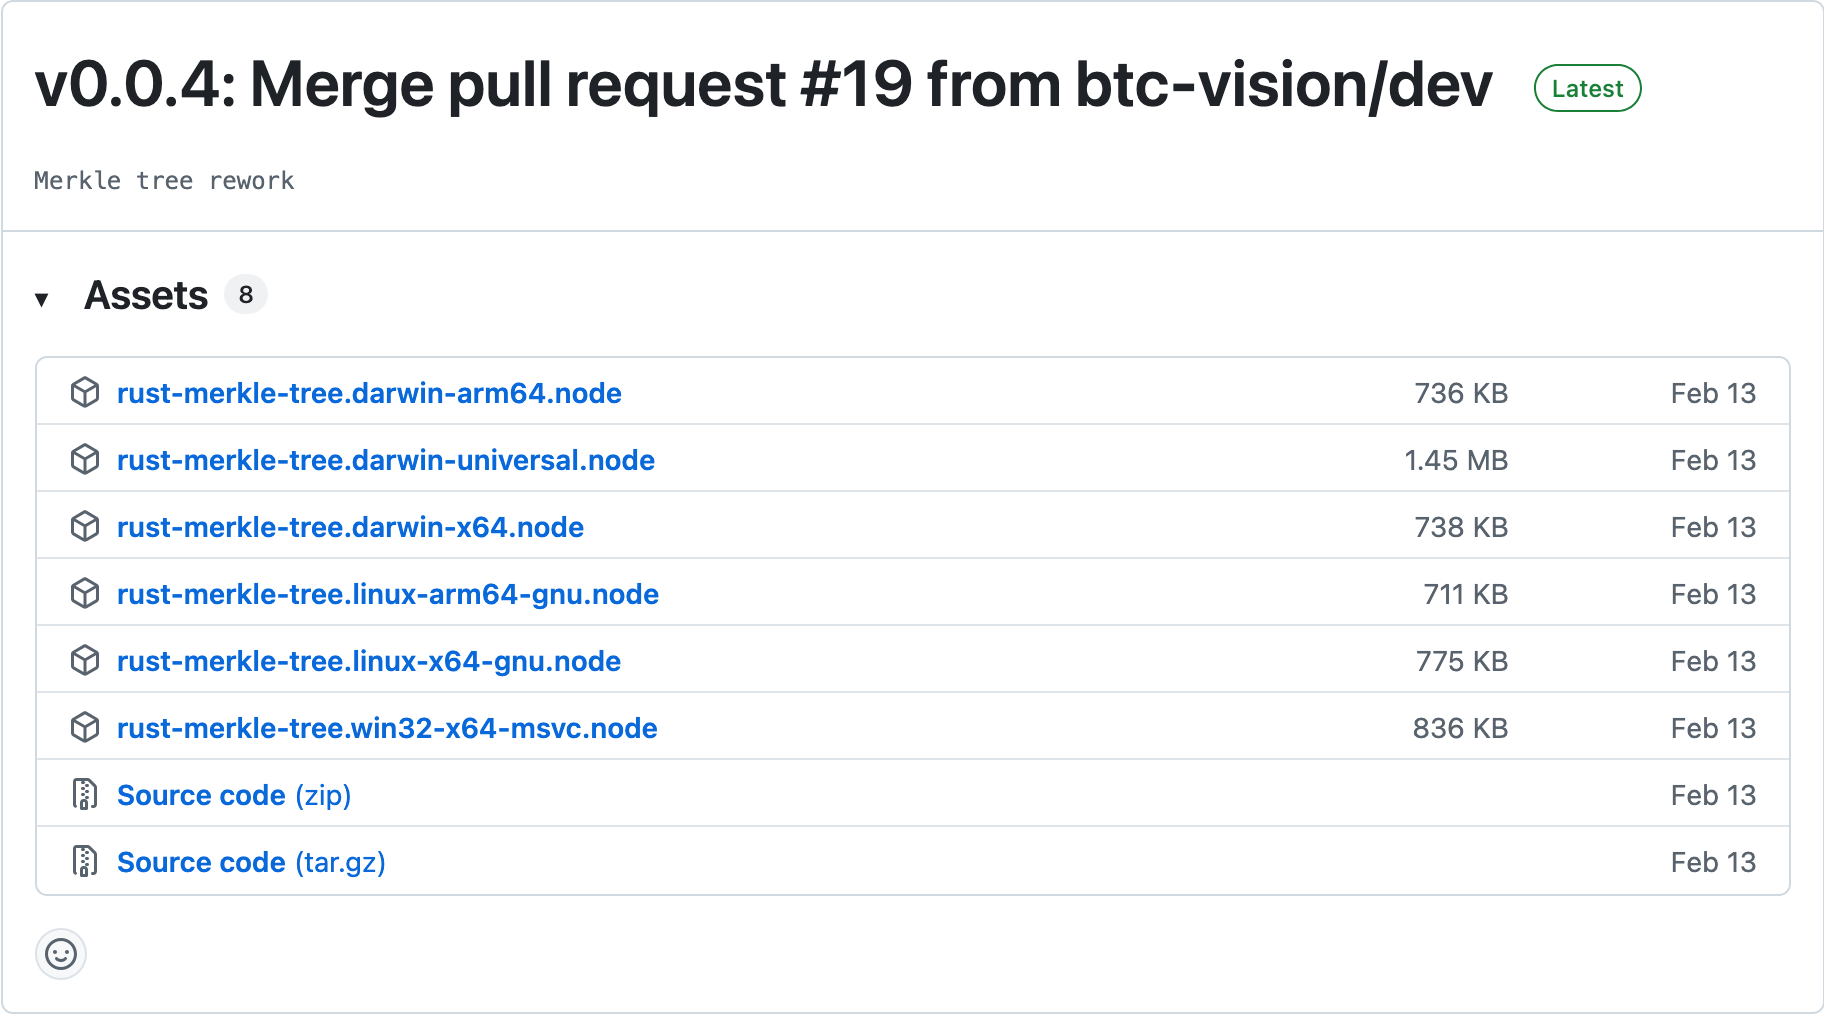 v0.0.4: Merge pull request #19 from btc-vision/dev Latest
Merkle tree rework
Assets 8
rust-merkle-tree.darwin-arm64.node 736 KB Feb 13
rust-merkle-tree.darwin-universal.node 1.45 MB Feb 13
rust-merkle-tree.darwin-x64.node 738 KB Feb 13
rust-merkle-tree.linux-arm64-gnu.node 711 KB Feb 13
rust-merkle-tree.linux-x64-gnu.node 775 KB Feb 13
rust-merkle-tree.win32-x64-msvc.node 836 KB Feb 13
Source code (zip) Feb 13
Source code (tar.gz) Feb 13